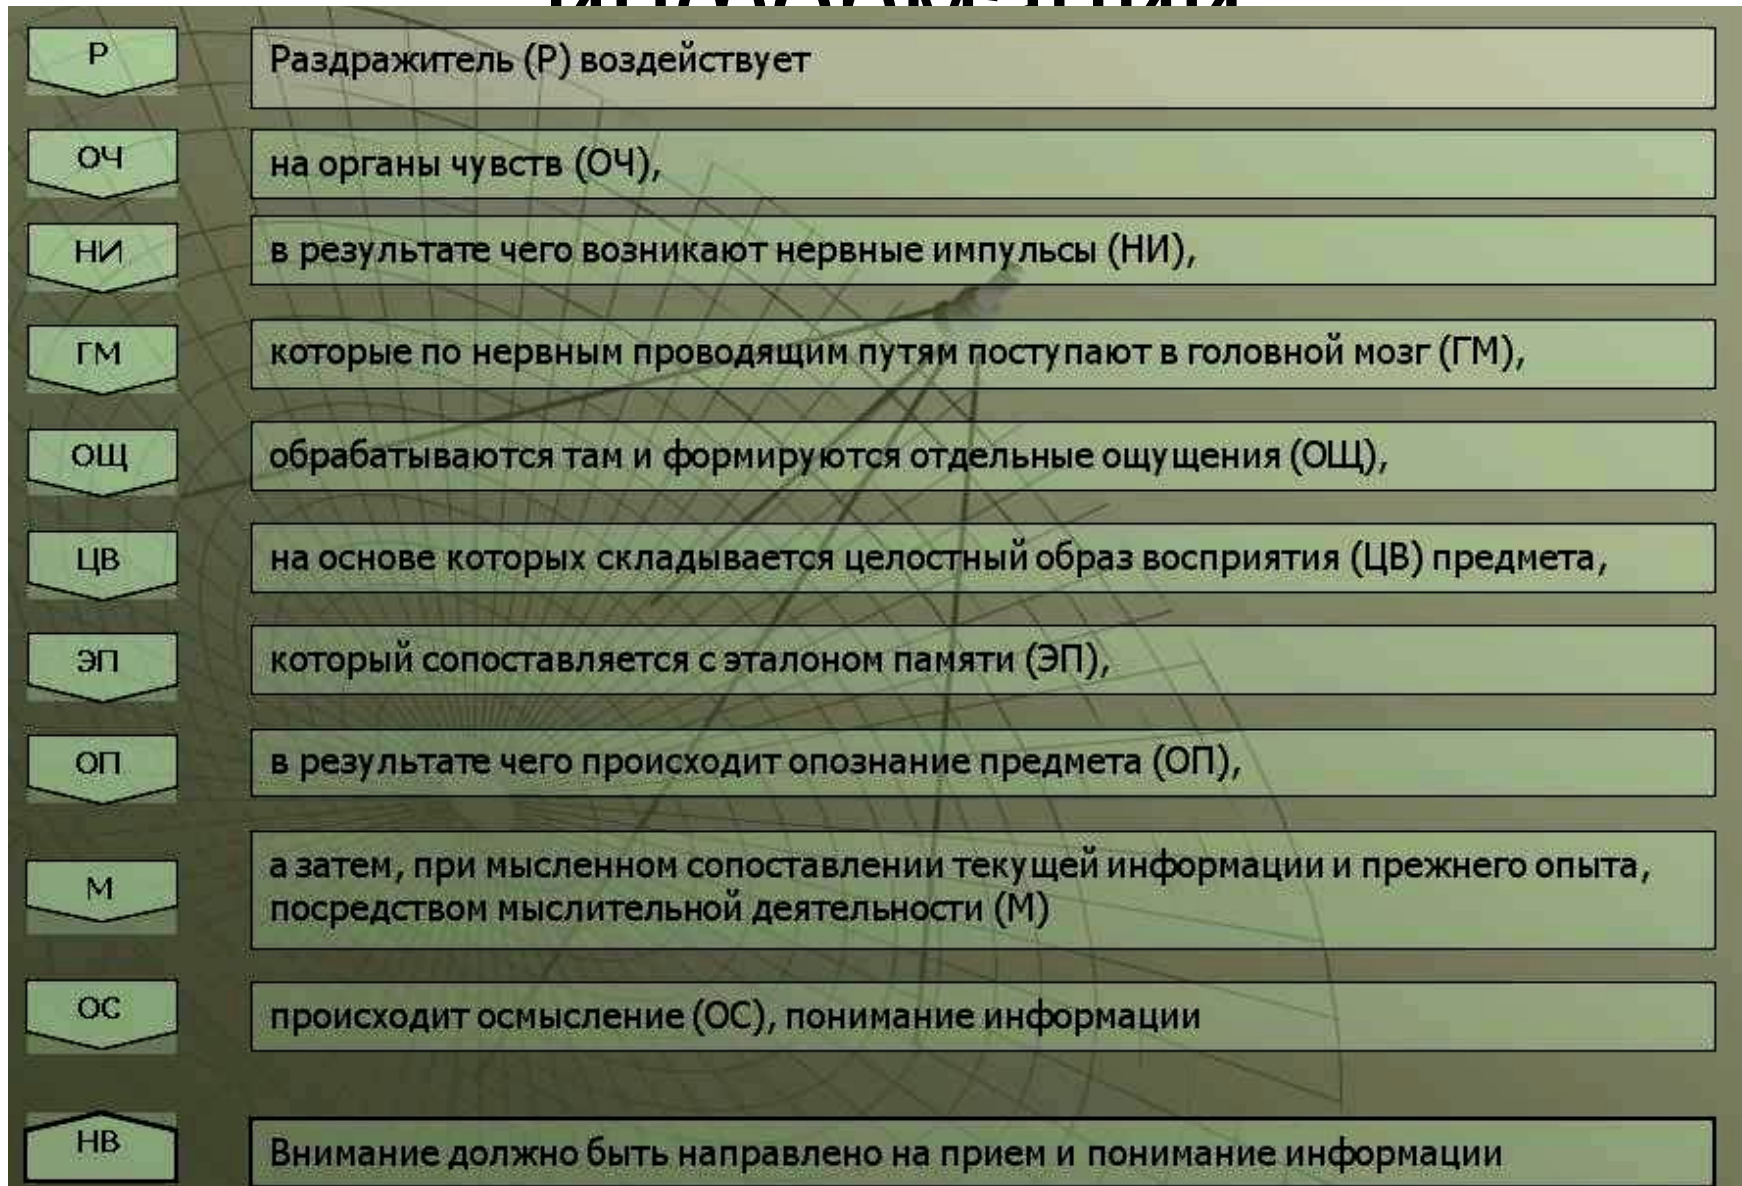 информации
Р
Раздражитель (Р) воздействует
ОЧ
на органы чувств (ОЧ),
НИ
в результате чего возникают нервные импульсы (НИ),
ГМ
которые по нервным проводящим путям поступают в головной мозг (ГМ),
ОЩ
обрабатываются там и формируются отдельные ощущения (ОЩ),
ЦВ
на основе которых складывается целостный образ восприятия (ЦВ) предмета,
ЭП
который сопоставляется с эталоном памяти (ЭП),
ОП
в результате чего происходит опознание предмета (ОП),
М
а затем, при мысленном сопоставлении текущей информации и прежнего опыта,
посредством мыслительной деятельности (М)
ОС
происходит осмысление (ОС), понимание информации
НВ
Внимание должно быть направлено на прием и понимание информации